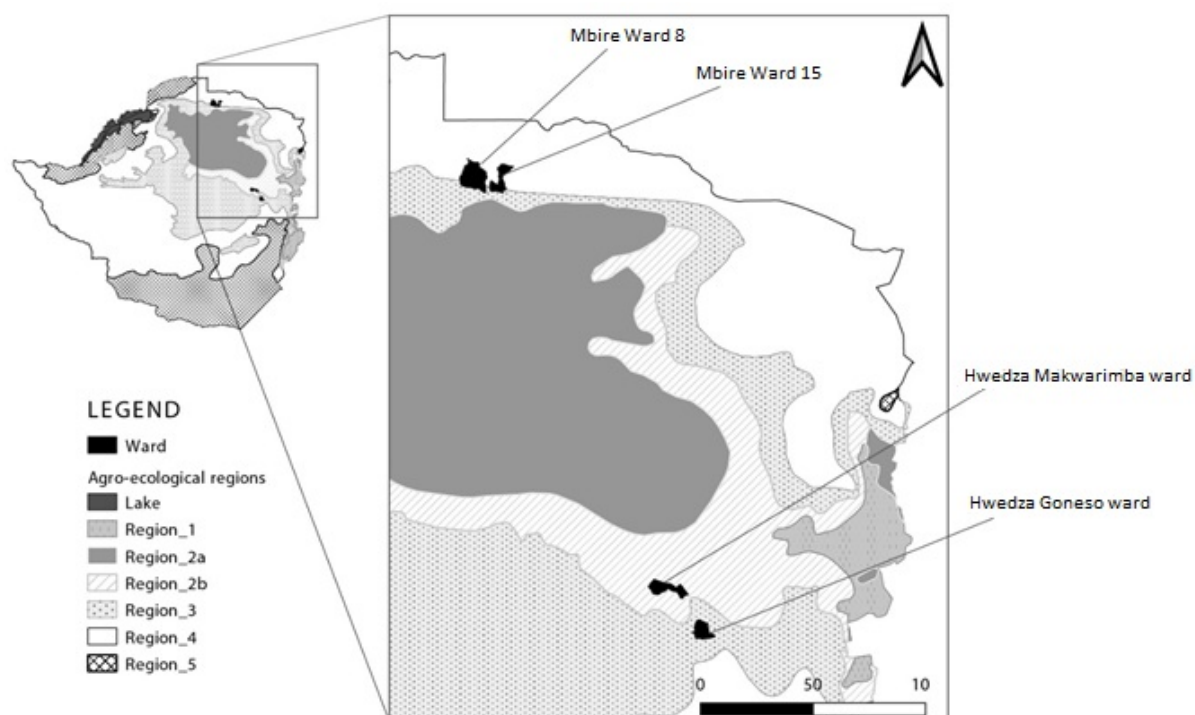 Mbire Ward 8
Mbire Ward 15
Hwedza Makwarimba ward
Hwedza Goneso ward
LEGEND
Ward
Agro-ecological regions
Lake
Region_1
Region_2a
Region_2b
Region_3
Region_4
Region_5
0 50 10